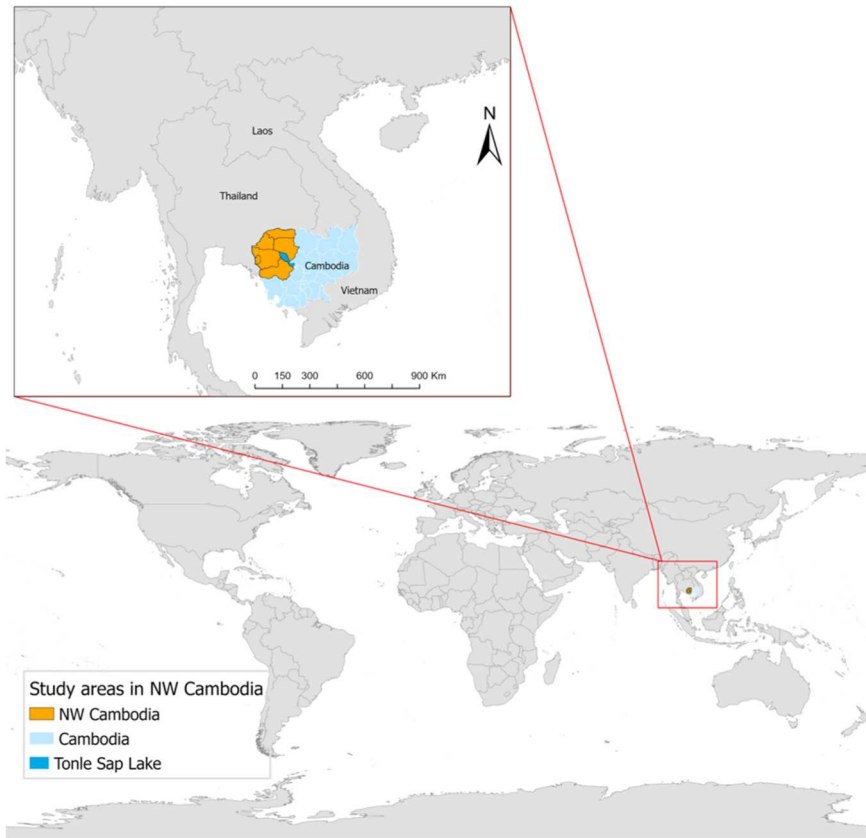 N
Laos
Thailand
Cambodia
Vietnam
0 150 300 600 900 Km
Study areas in NW Cambodia
NW Cambodia
Cambodia
Tonle Sap Lake